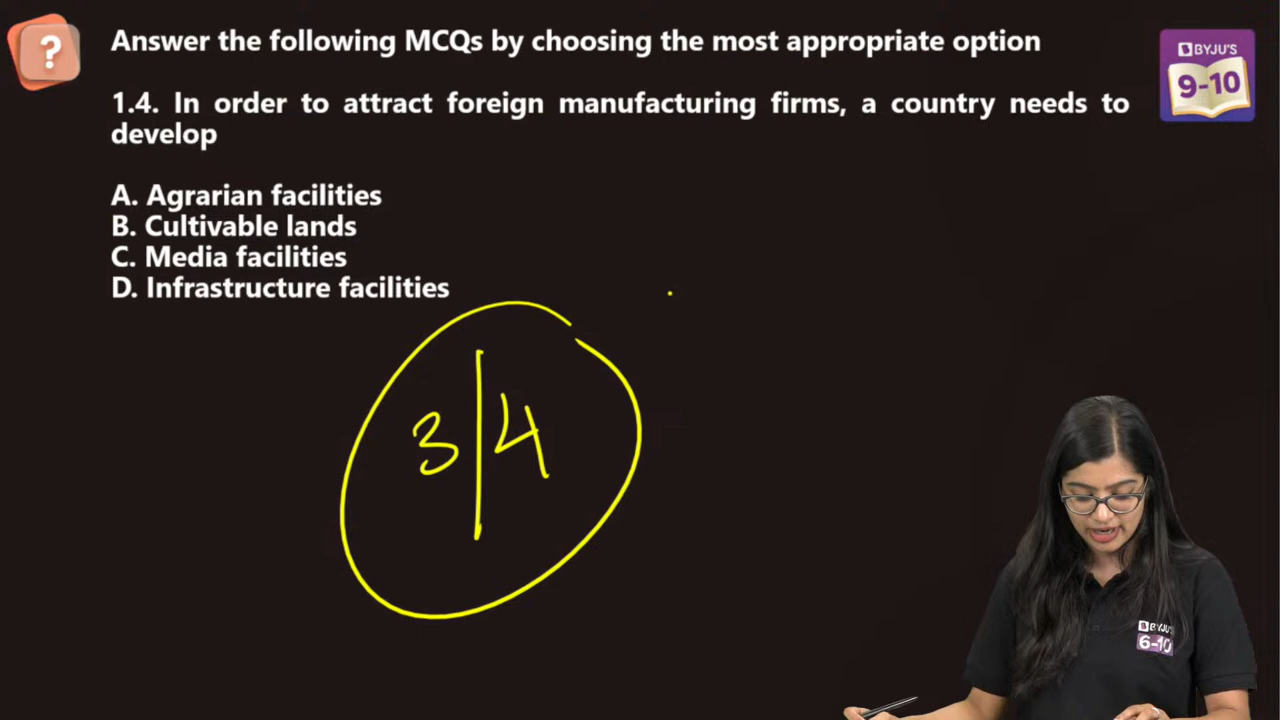 ?
Answer the following MCQs by choosing the most appropriate option
BYJU'S
9-10
1.4. In order to attract foreign manufacturing firms, a country needs to
develop
A. Agrarian facilities
B. Cultivable lands
C. Media facilities
D. Infrastructure facilities
3|4
BYJU'S
6-10